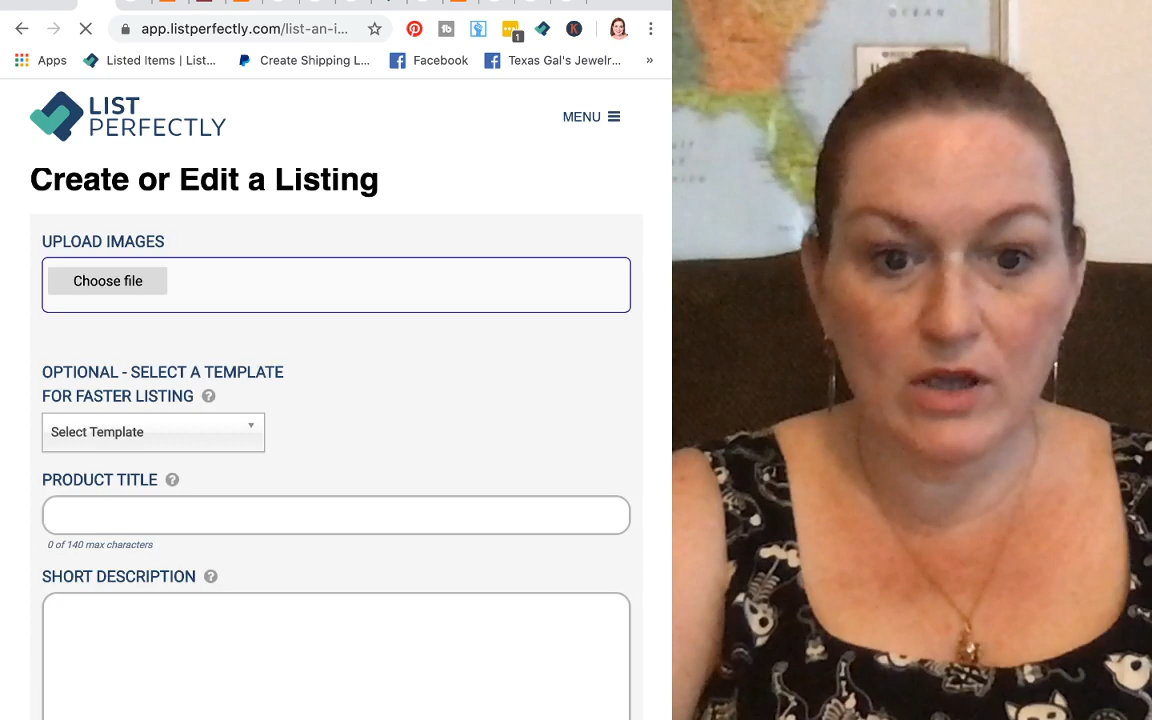 OCEAN
app.listperfectly.com/list-an-i...
1
Apps
Listed Items | List...
Create Shipping L...
Facebook
Texas Gal's Jewelr...
»
LIST
PERFECTLY
MENU
Create or Edit a Listing
UPLOAD IMAGES
Choose file
OPTIONAL - SELECT A TEMPLATE
FOR FASTER LISTING ?
Select Template
PRODUCT TITLE ?
0 of 140 max characters
SHORT DESCRIPTION ?